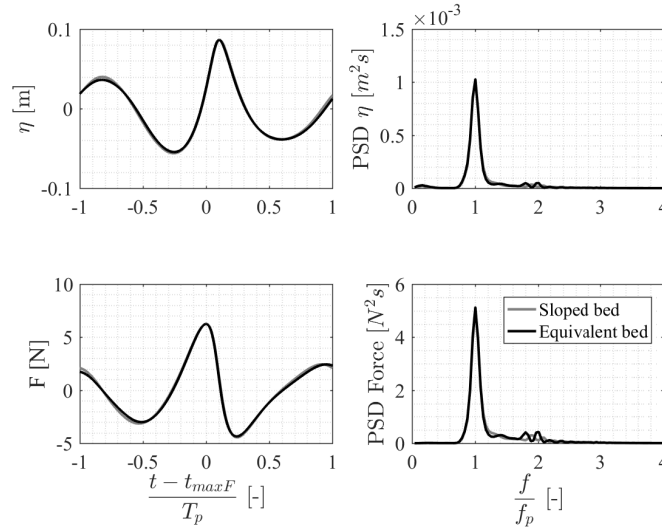 0.1
0
-0.1
η [m]
-1 -0.5 0 0.5 1
×10⁻³
1.5
1
0.5
0
PSD η [m²s]
0 1 2 3 4
10
5
0
-5
F [N]
-1 -0.5 0 0.5 1
t − t_maxF
T_p
[-]
6
4
2
0
PSD Force [N²s]
Sloped bed
Equivalent bed
0 1 2 3 4
f
f_p
[-]